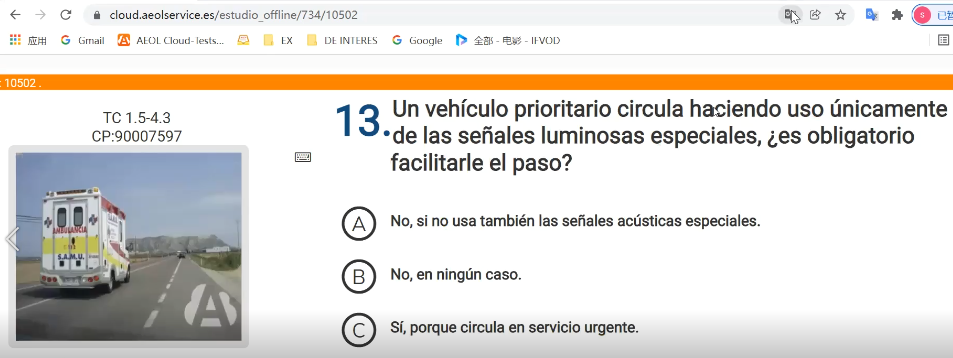 cloud.aeolservice.es/estudio_offline/734/10502
S
应用 Gmail AEOL Cloud-Tests... EX DE INTERES Google 全部 - 电影 - IFVOD
: 10502 .
TC 1.5-4.3
CP:90007597
13. Un vehículo prioritario circula haciendo uso únicamente
de las señales luminosas especiales, ¿es obligatorio
facilitarle el paso?
AMBULANCIA
S.A.M.U.
A No, si no usa también las señales acústicas especiales.
B No, en ningún caso.
C Sí, porque circula en servicio urgente.